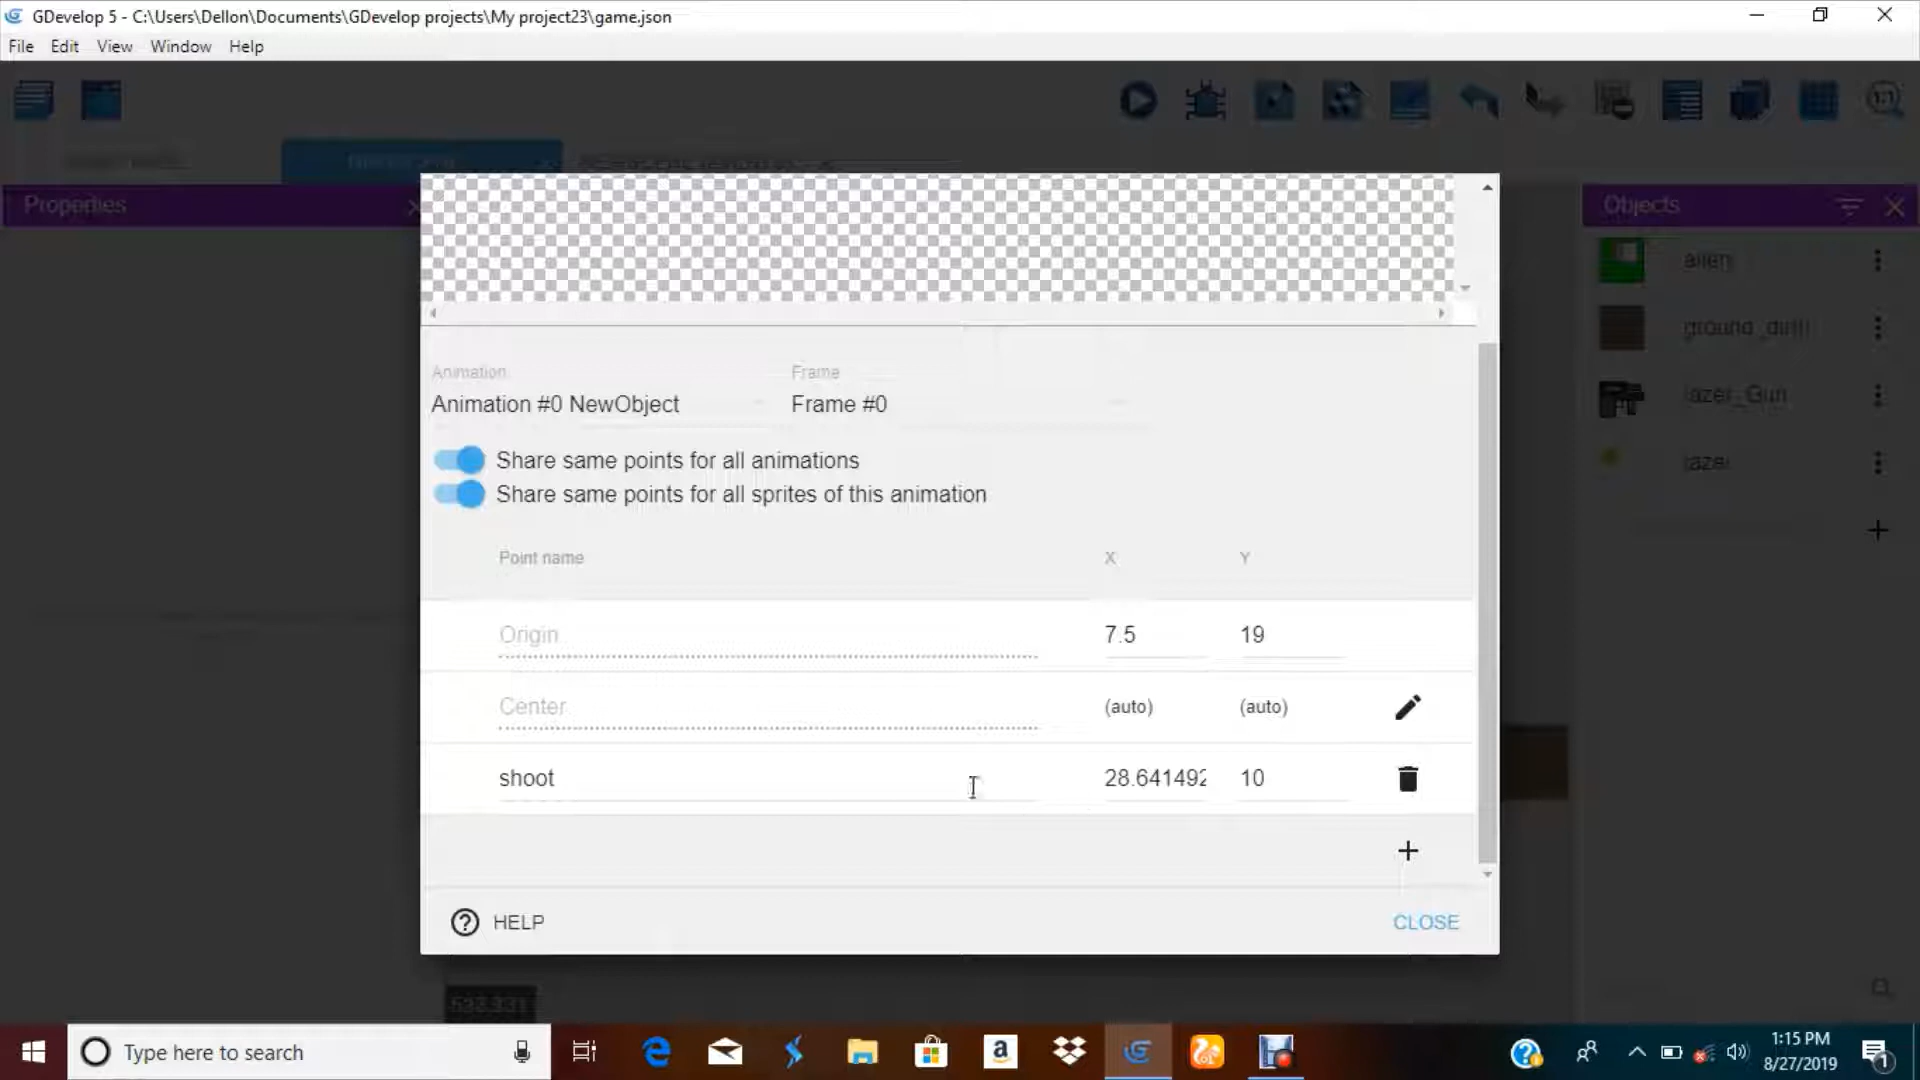 GDevelop 5 - C:\Users\Dellon\Documents\GDevelop projects\My project23\game.json
File Edit View Window Help
Properties
Objects
alien
lazer_Gun
lazer
Animation
Frame
Animation #0 NewObject
Frame #0
Share same points for all animations
Share same points for all sprites of this animation
Point name X Y
Origin 7.5 19
Center (auto) (auto)
shoot 28.641492 10
HELP
CLOSE
Type here to search
1:15 PM
8/27/2019
1